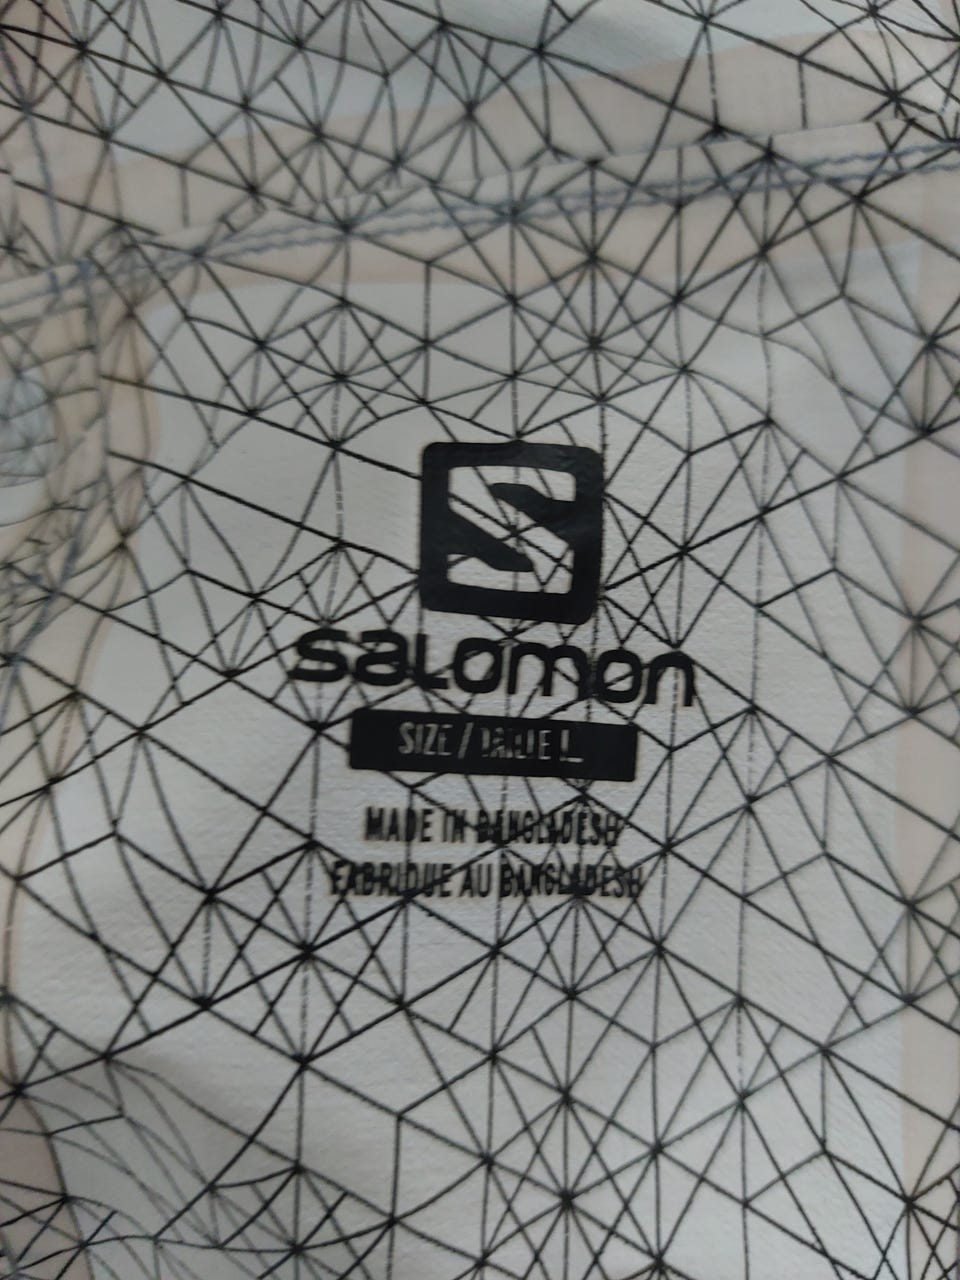 S
salomon
SIZE / TAILLE L
MADE IN BANGLADESH
FABRIQUE AU BANGLADESH